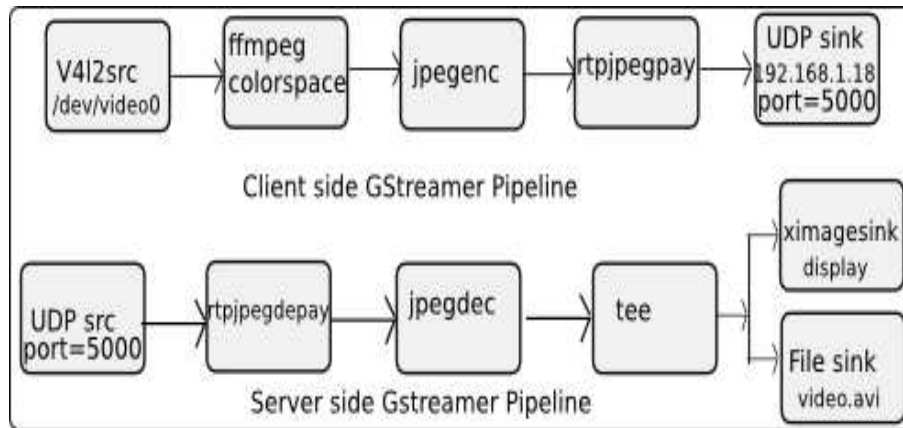 V4l2src
/dev/video0
ffmpeg
colorspace
jpegenc
rtpjpegpay
UDP sink
192.168.1.18
port=5000
Client side GStreamer Pipeline
UDP src
port=5000
rtpjpegdepay
jpegdec
tee
ximagesink
display
File sink
video.avi
Server side Gstreamer Pipeline